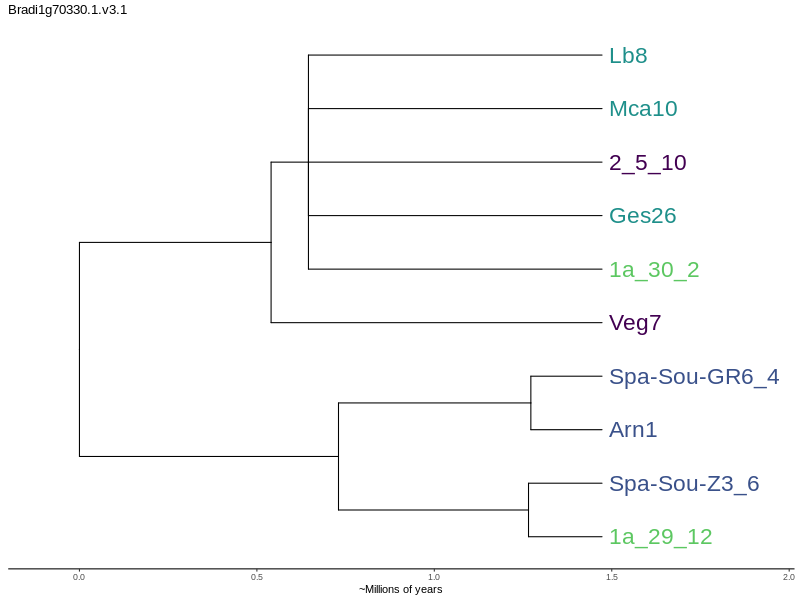 Bradi1g70330.1.v3.1
Lb8
Mca10
2_5_10
Ges26
1a_30_2
Veg7
Spa-Sou-GR6_4
Arn1
Spa-Sou-Z3_6
1a_29_12
0.0 0.5 1.0 1.5 2.0
~Millions of years